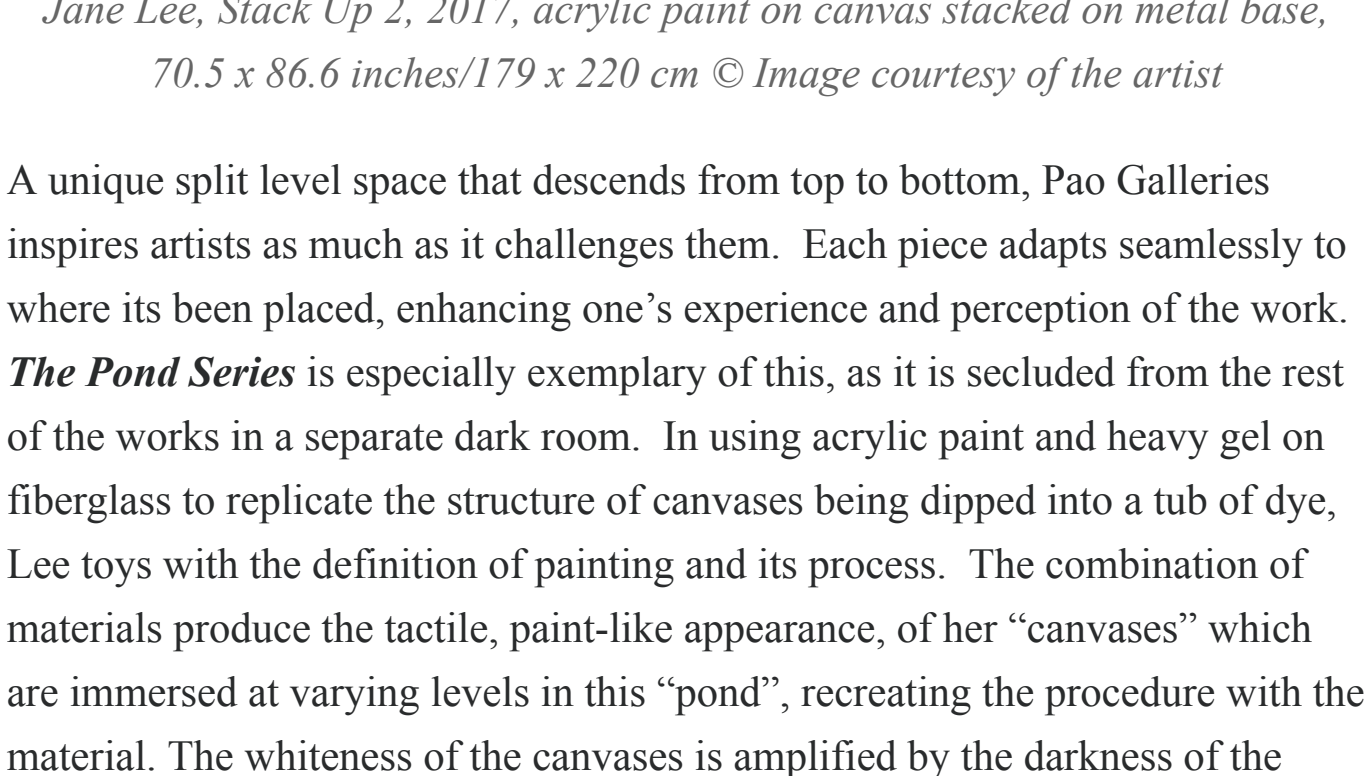 Jane Lee, Stack Up 2, 2017, acrylic paint on canvas stacked on metal base,
70.5 x 86.6 inches/179 x 220 cm © Image courtesy of the artist
A unique split level space that descends from top to bottom, Pao Galleries
inspires artists as much as it challenges them.  Each piece adapts seamlessly to
where its been placed, enhancing one’s experience and perception of the work.
The Pond Series is especially exemplary of this, as it is secluded from the rest
of the works in a separate dark room.  In using acrylic paint and heavy gel on
fiberglass to replicate the structure of canvases being dipped into a tub of dye,
Lee toys with the definition of painting and its process.  The combination of
materials produce the tactile, paint-like appearance, of her “canvases” which
are immersed at varying levels in this “pond”, recreating the procedure with the
material. The whiteness of the canvases is amplified by the darkness of the